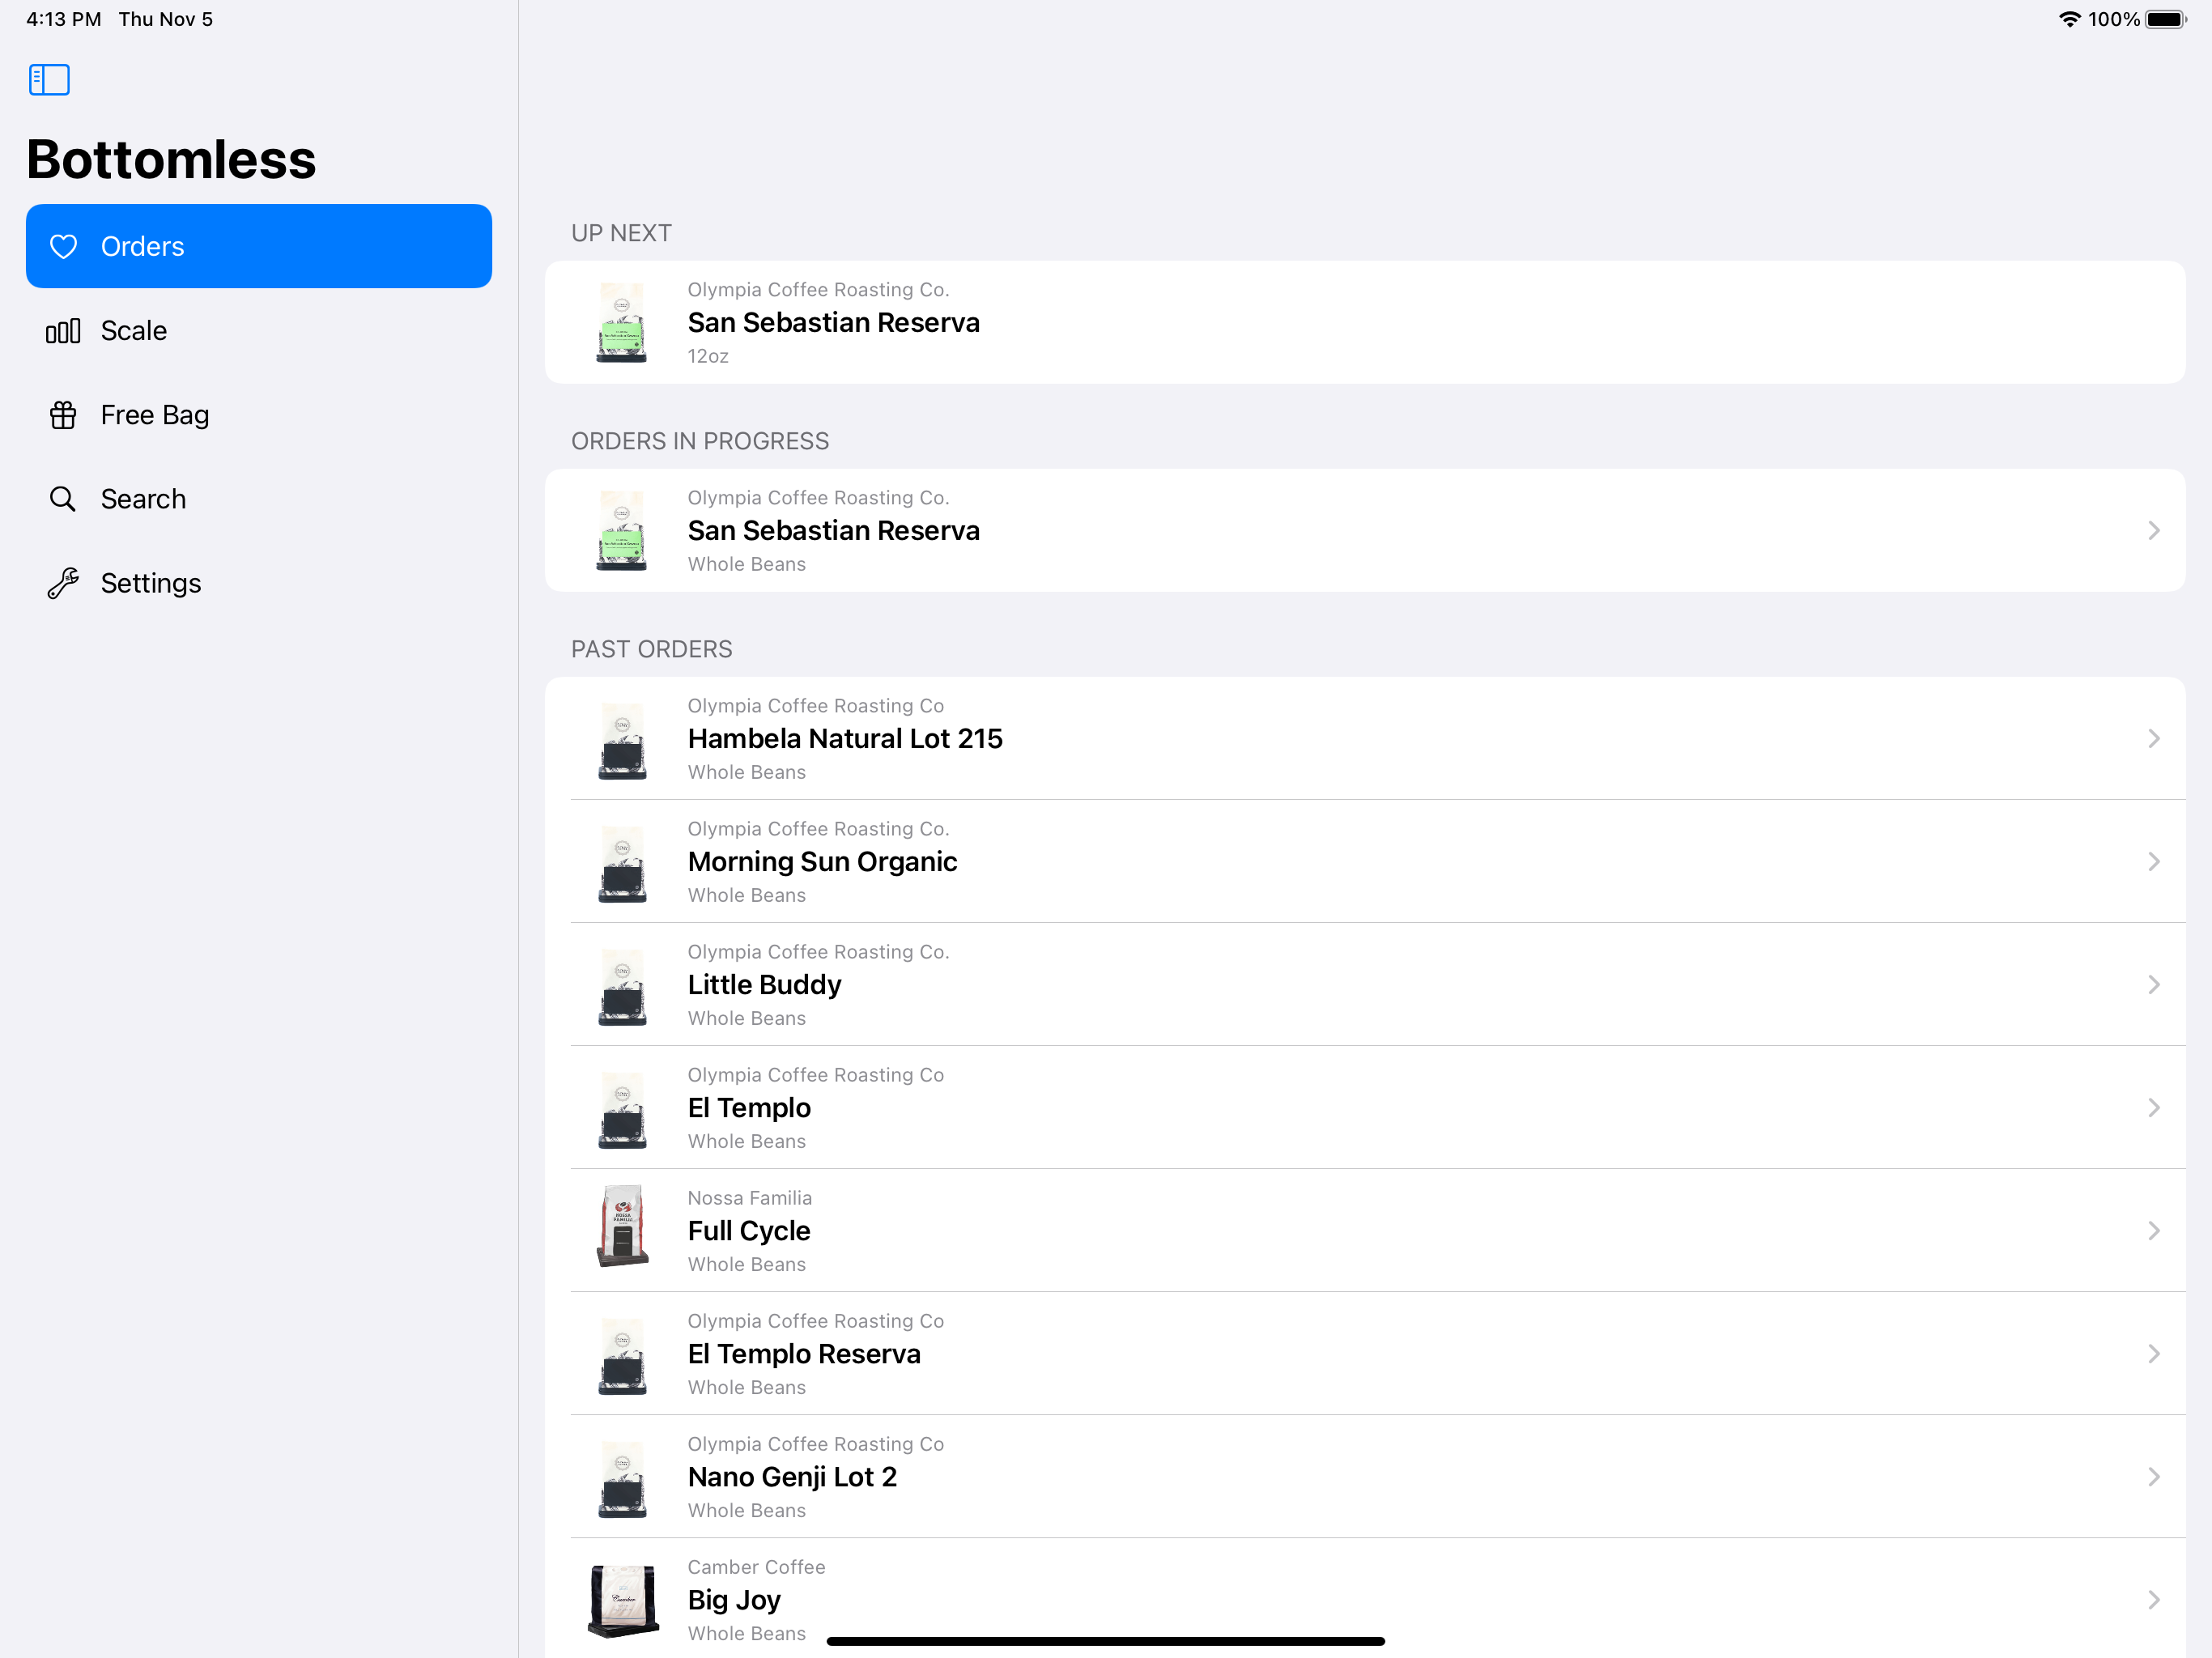 4:13 PM Thu Nov 5
100%
Bottomless
Orders
Scale
Free Bag
Search
Settings
UP NEXT
Olympia Coffee Roasting Co.
San Sebastian Reserva
12oz
ORDERS IN PROGRESS
Olympia Coffee Roasting Co.
San Sebastian Reserva
Whole Beans
PAST ORDERS
Olympia Coffee Roasting Co
Hambela Natural Lot 215
Whole Beans
Olympia Coffee Roasting Co.
Morning Sun Organic
Whole Beans
Olympia Coffee Roasting Co.
Little Buddy
Whole Beans
Olympia Coffee Roasting Co
El Templo
Whole Beans
NOSSA
FAMILIA
Nossa Familia
Full Cycle
Whole Beans
Olympia Coffee Roasting Co
El Templo Reserva
Whole Beans
Olympia Coffee Roasting Co
Nano Genji Lot 2
Whole Beans
Camber
Camber Coffee
Big Joy
Whole Beans